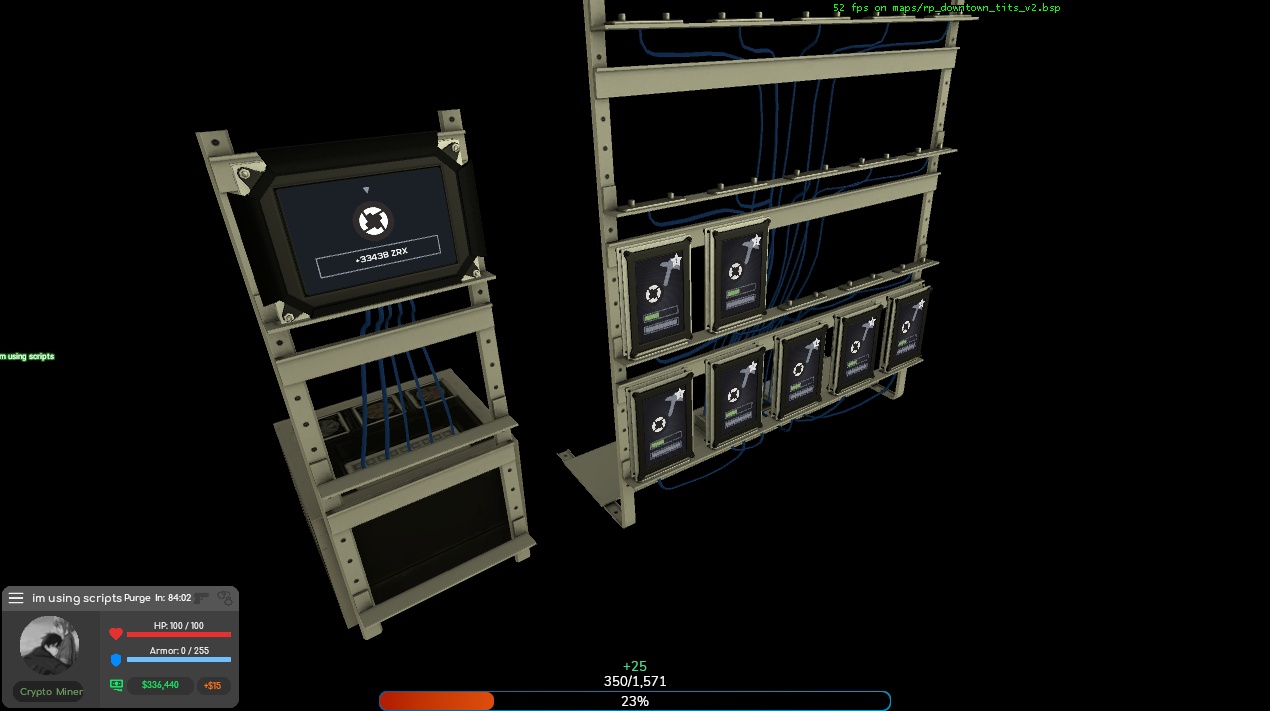 52 fps on maps/rp_downtown_tits_v2.bsp
+33438 ZRX
m using scripts
im using scripts Purge In: 84:02
HP: 100 / 100
Armor: 0 / 255
Crypto Miner
$336,440
+$15
+25
350/1,571
23%